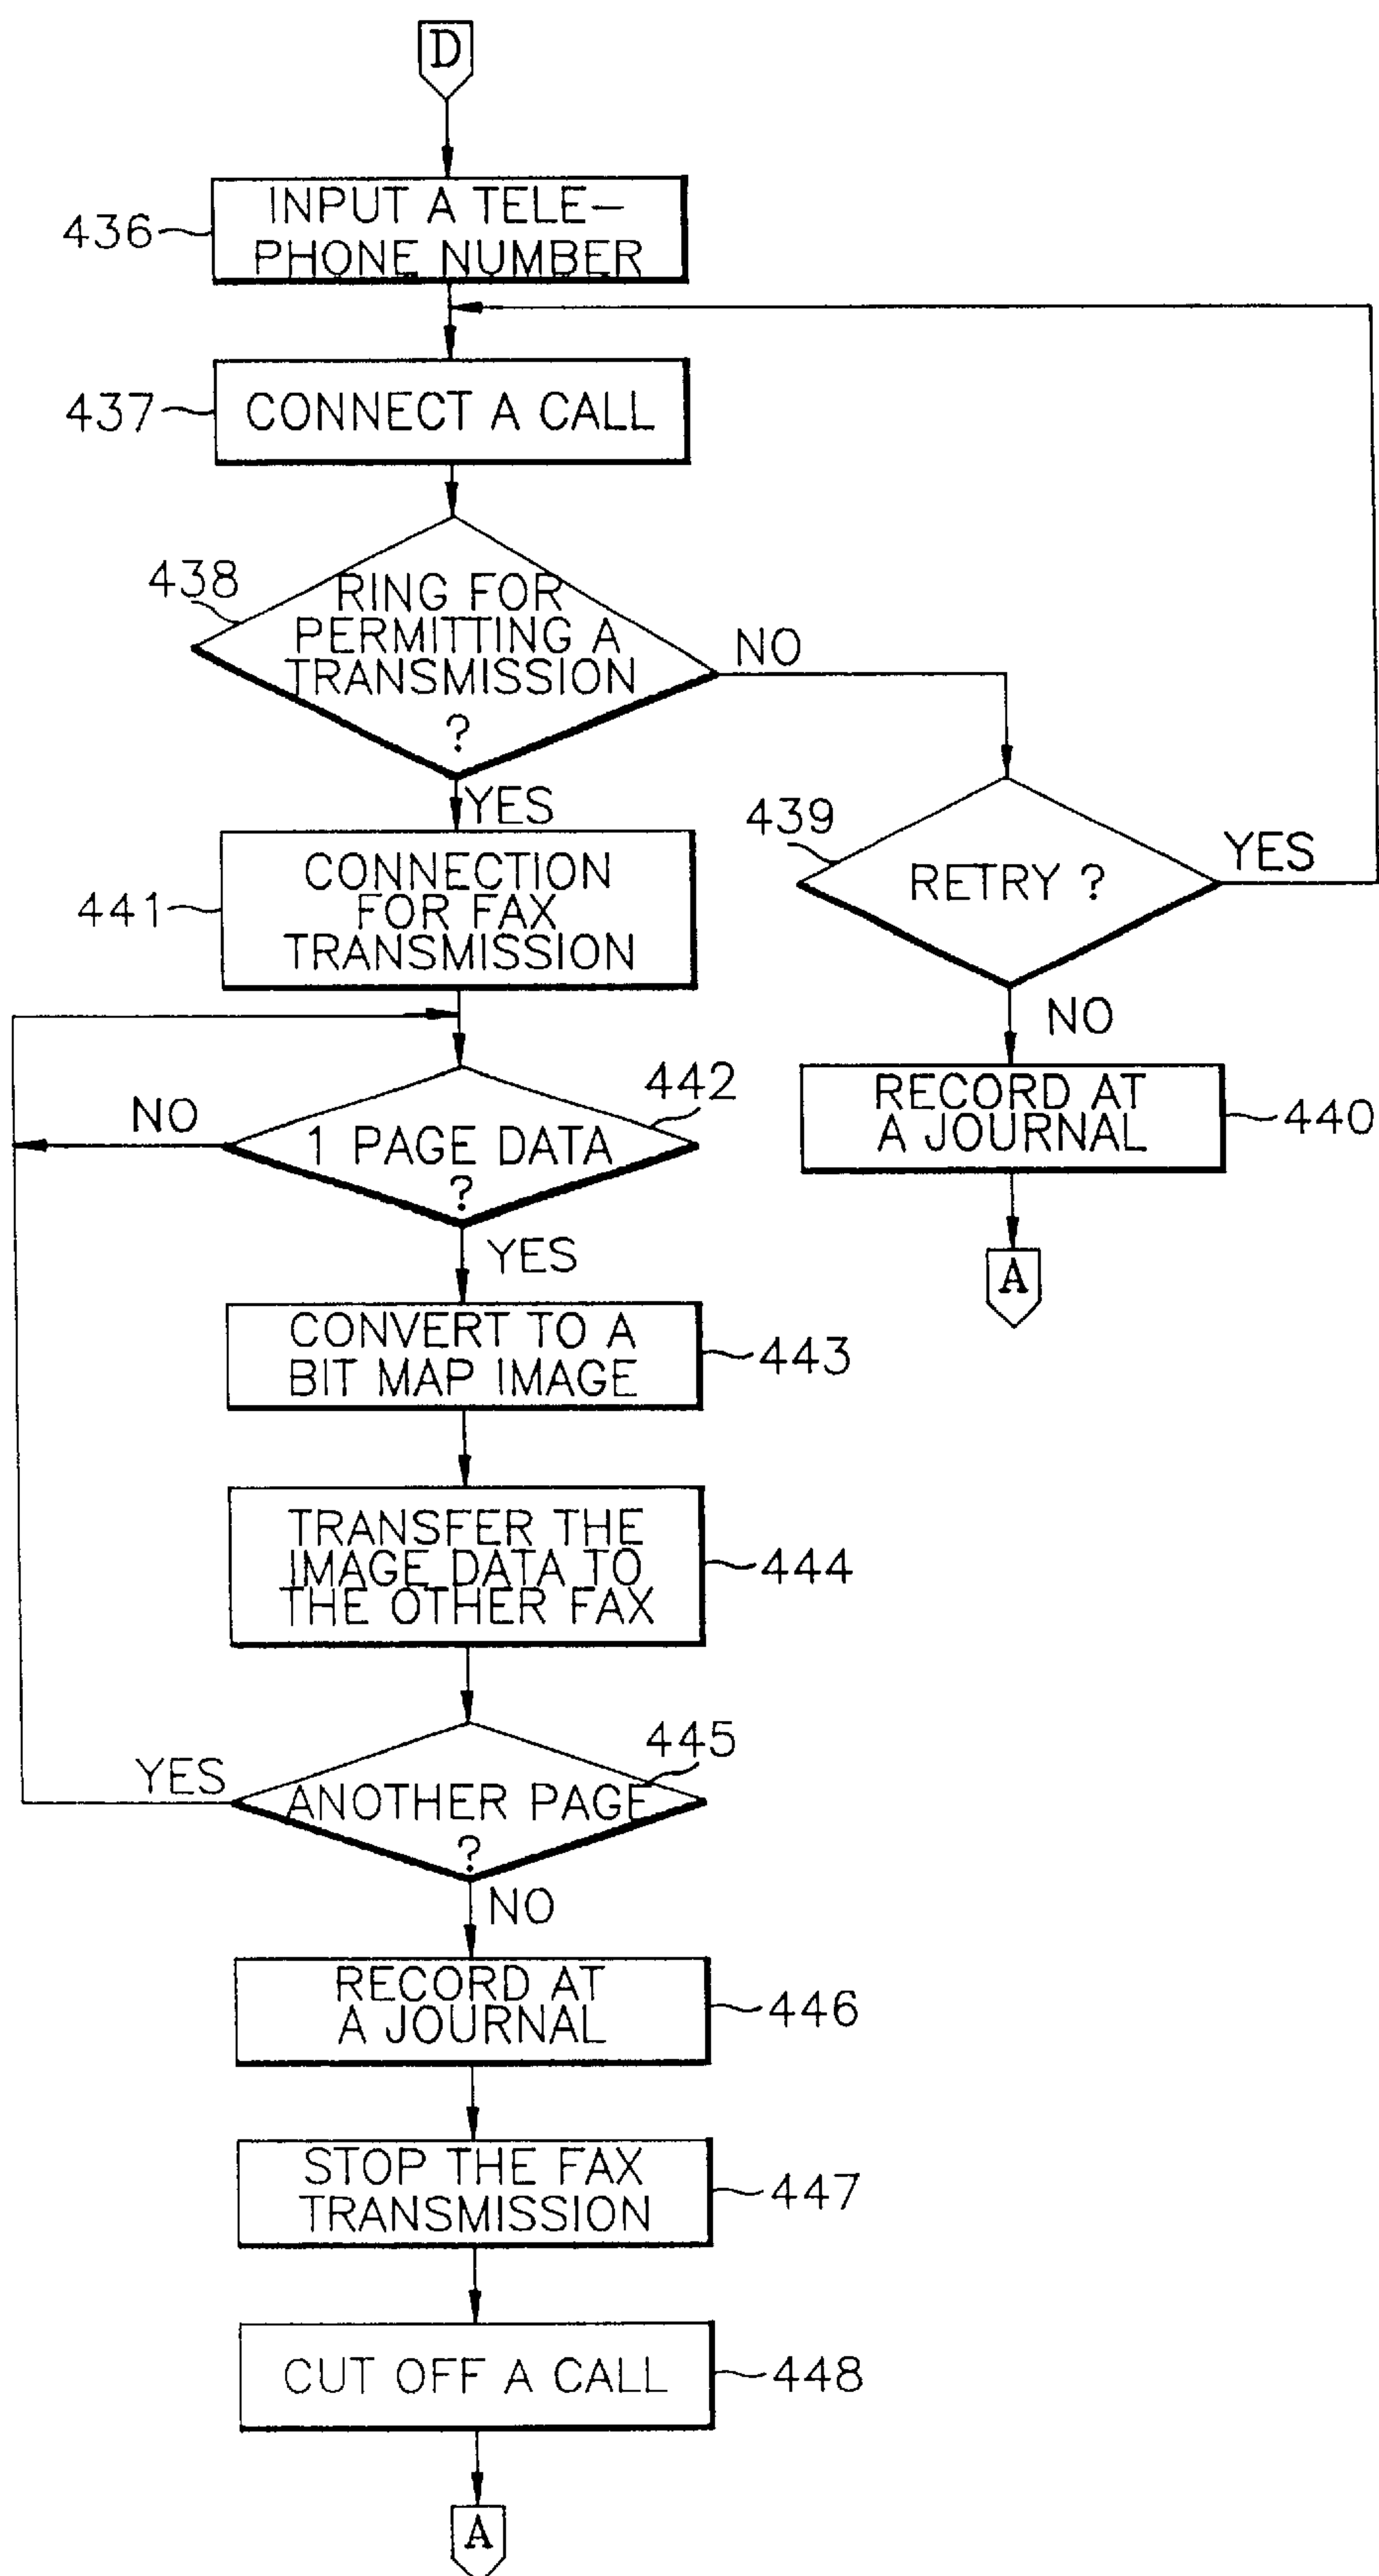 D
INPUT A TELE-
PHONE NUMBER
436
CONNECT A CALL
437
438
RING FOR
PERMITTING A
TRANSMISSION
?
NO
YES
439
RETRY ?
YES
NO
RECORD AT
A JOURNAL
440
A
CONNECTION
FOR FAX
TRANSMISSION
441
442
1 PAGE DATA
?
NO
YES
CONVERT TO A
BIT MAP IMAGE
443
TRANSFER THE
IMAGE DATA TO
THE OTHER FAX
444
445
ANOTHER PAGE
?
YES
NO
RECORD AT
A JOURNAL
446
STOP THE FAX
TRANSMISSION
447
CUT OFF A CALL
448
A